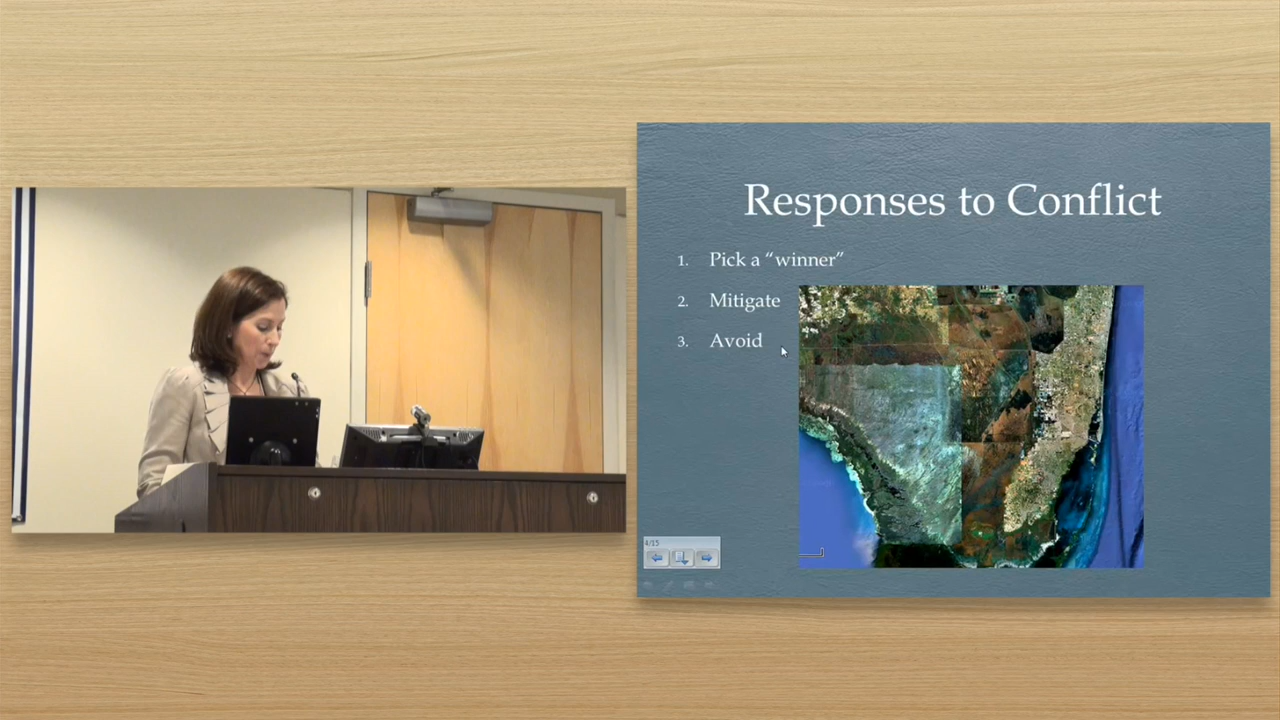 Responses to Conflict
1. Pick a “winner”
2. Mitigate
3. Avoid
4/15